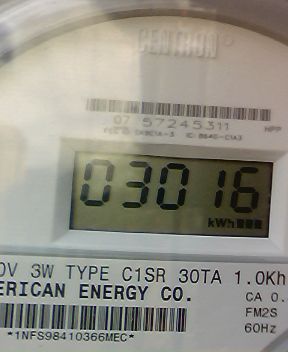 CENTRON
07 57245311
HPP
03016
kWh
0V 3W TYPE C1SR 30TA 1.0Kh
ERICAN ENERGY CO.
CA 0.
FM2S
60Hz
*1NFS98410366MEC*